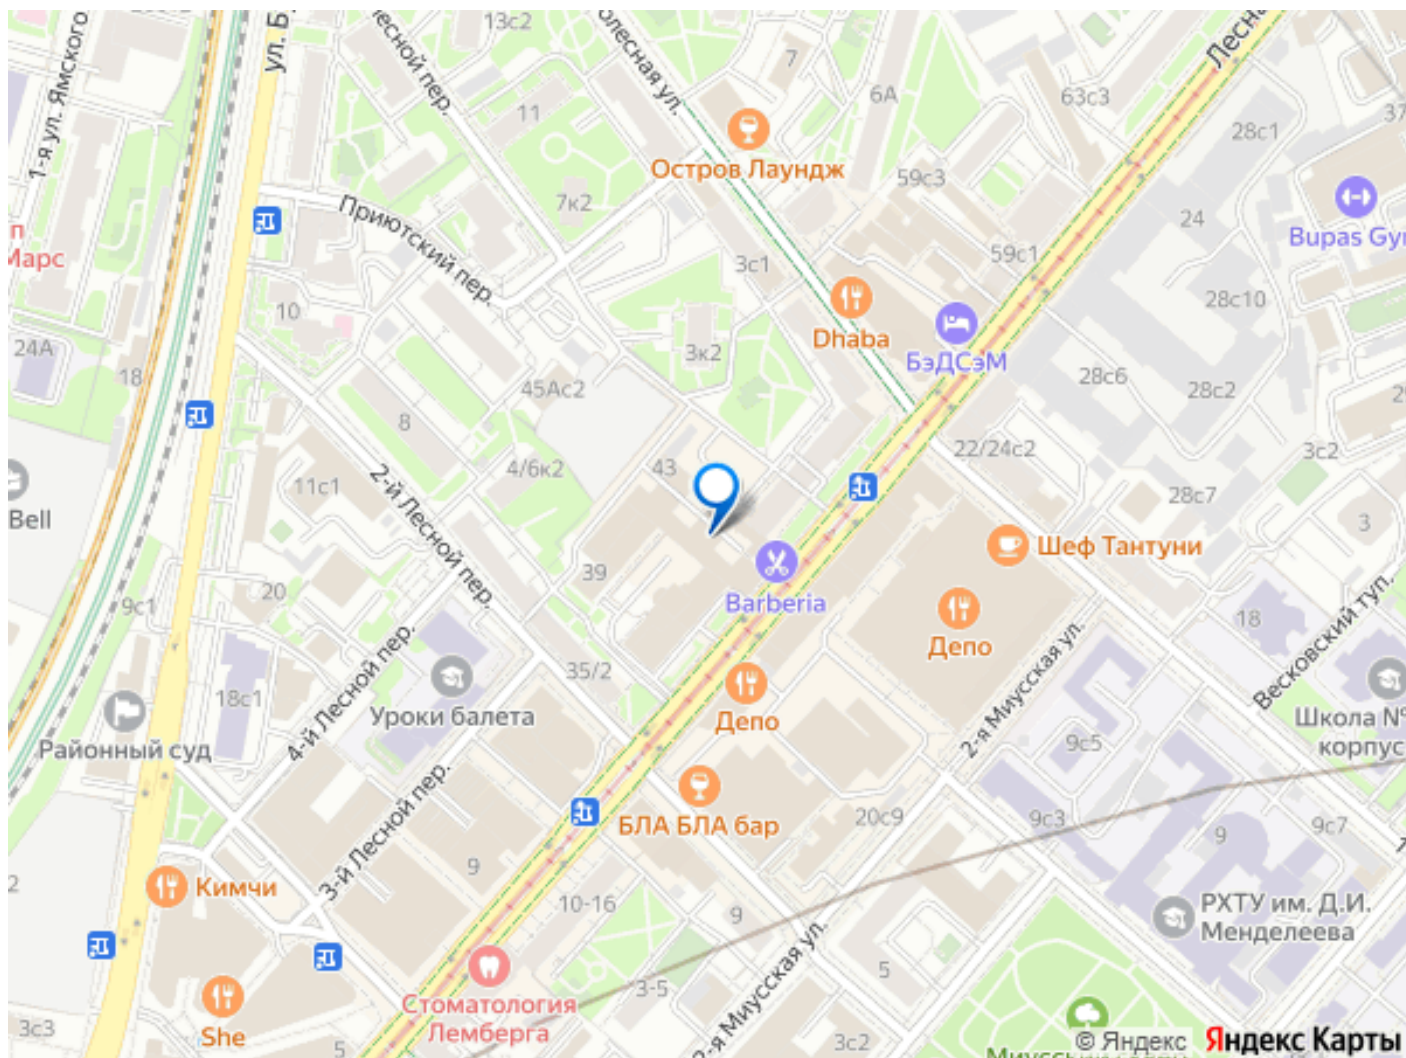 1-я ул. Ямского
ул. Б
лесной пер.
13с2
олесная ул.
7
6А
Лесна
63с3
28с1
37
11
Остров Лаундж
59с3
7к2
24
Bupas Gy
п
Марс
Приютский пер.
3с1
59с1
28с10
10
Dhaba
БэДСэМ
24А
18
3к2
45Ас2
28с6
28с2
8
22/24с2
3с2
2-й Лесной пер.
4/6к2
43
11с1
28с7
Bell
3
Шеф Тантуни
39
20
9с1
Barberia
Депо
18
Весковский туп.
4-й Лесной пер.
35/2
18с1
Уроки балета
Депо
2-я Миусская ул.
Школа №
корпус
Районный суд
9с5
3-й Лесной пер.
БЛА БЛА бар
20с9
9с3
9
9с7
2
9
Кимчи
10-16
9
РХТУ им. Д.И.
Менделеева
5
3-5
2-я Миусская ул.
Стоматология
Лемберга
She
3с3
5
3с2
© Яндекс Яндекс Карты